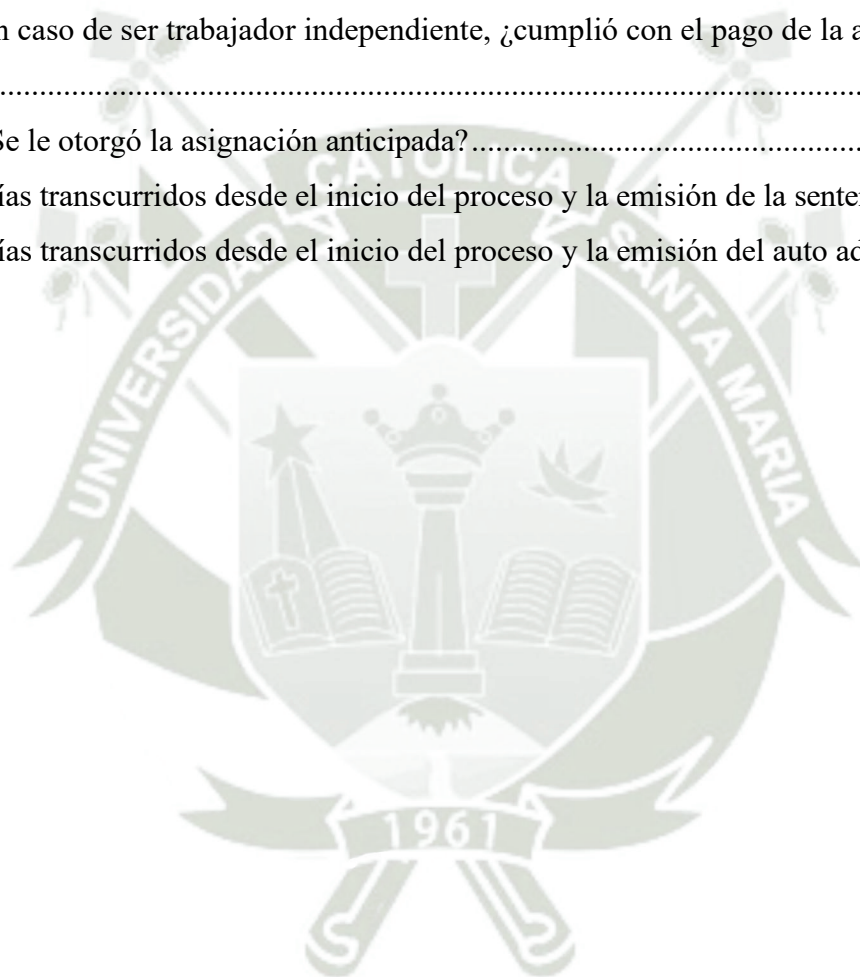 n caso de ser trabajador independiente, ¿cumplió con el pago de la a
....................................................................................................
Se le otorgó la asignación anticipada?..................................................
ías transcurridos desde el inicio del proceso y la emisión de la sente
ías transcurridos desde el inicio del proceso y la emisión del auto ad
UNIVERSIDAD CATOLICA SANTA MARIA
1961